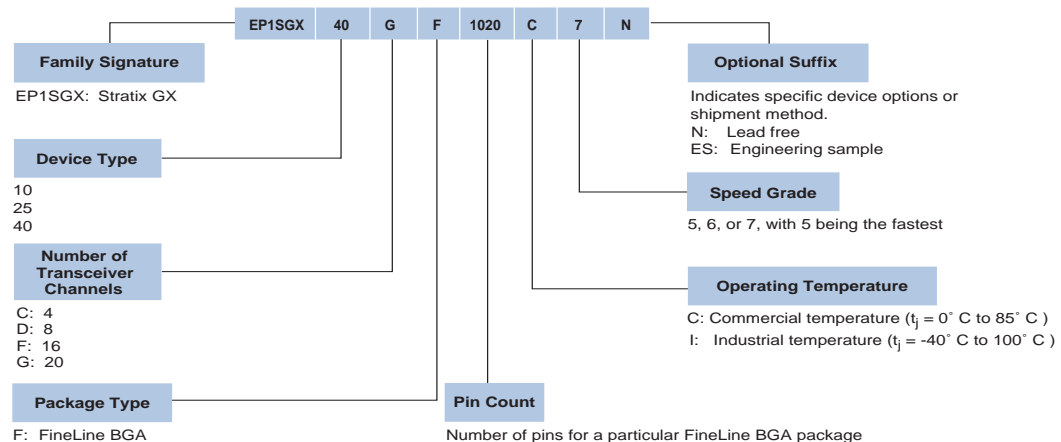 EP1SGX 40 G F 1020 C 7 N
Family Signature
EP1SGX: Stratix GX
Device Type
10
25
40
Number of
Transceiver
Channels
C: 4
D: 8
F: 16
G: 20
Package Type
F: FineLine BGA
Pin Count
Number of pins for a particular FineLine BGA package
Optional Suffix
Indicates specific device options or
shipment method.
N: Lead free
ES: Engineering sample
Speed Grade
5, 6, or 7, with 5 being the fastest
Operating Temperature
C: Commercial temperature (tj = 0˚ C to 85˚ C )
I: Industrial temperature (tj = -40˚ C to 100˚ C )